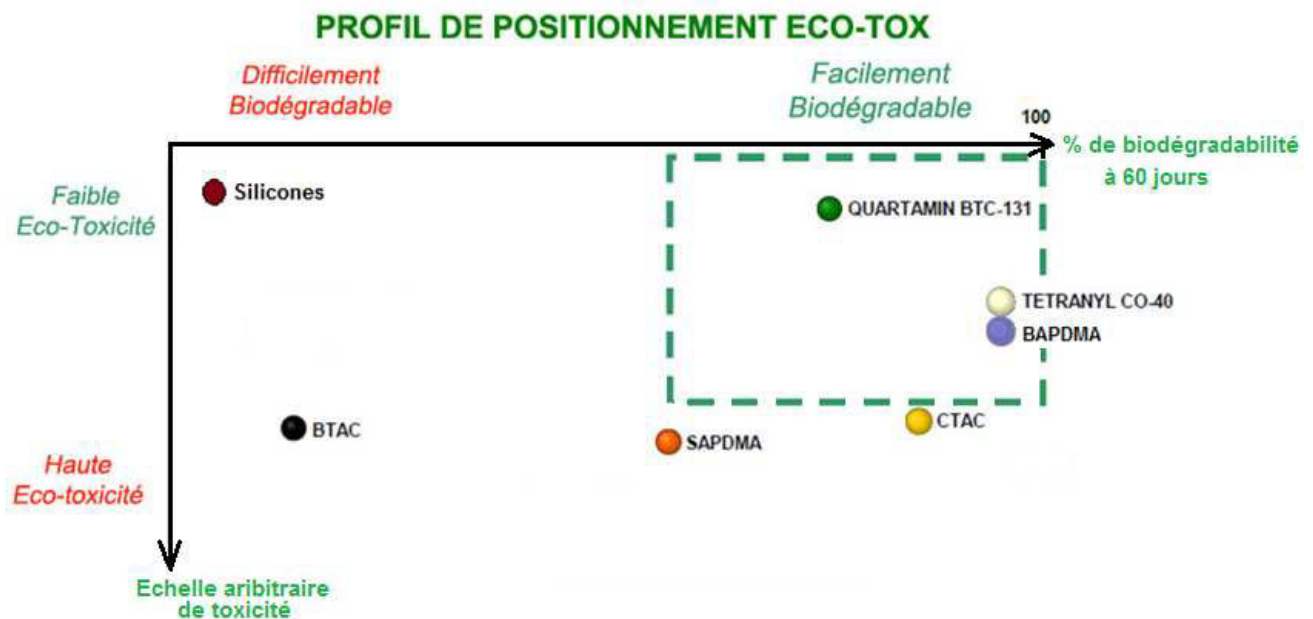 PROFIL DE POSITIONNEMENT ECO-TOX
Difficilement
Biodégradable
Facilement
Biodégradable
100
% de biodégradabilité
à 60 jours
Faible
Eco-Toxicité
Silicones
QUARTAMIN BTC-131
TETRANYL CO-40
BAPDMA
BTAC
CTAC
SAPDMA
Haute
Eco-toxicité
Echelle aribitraire
de toxicité